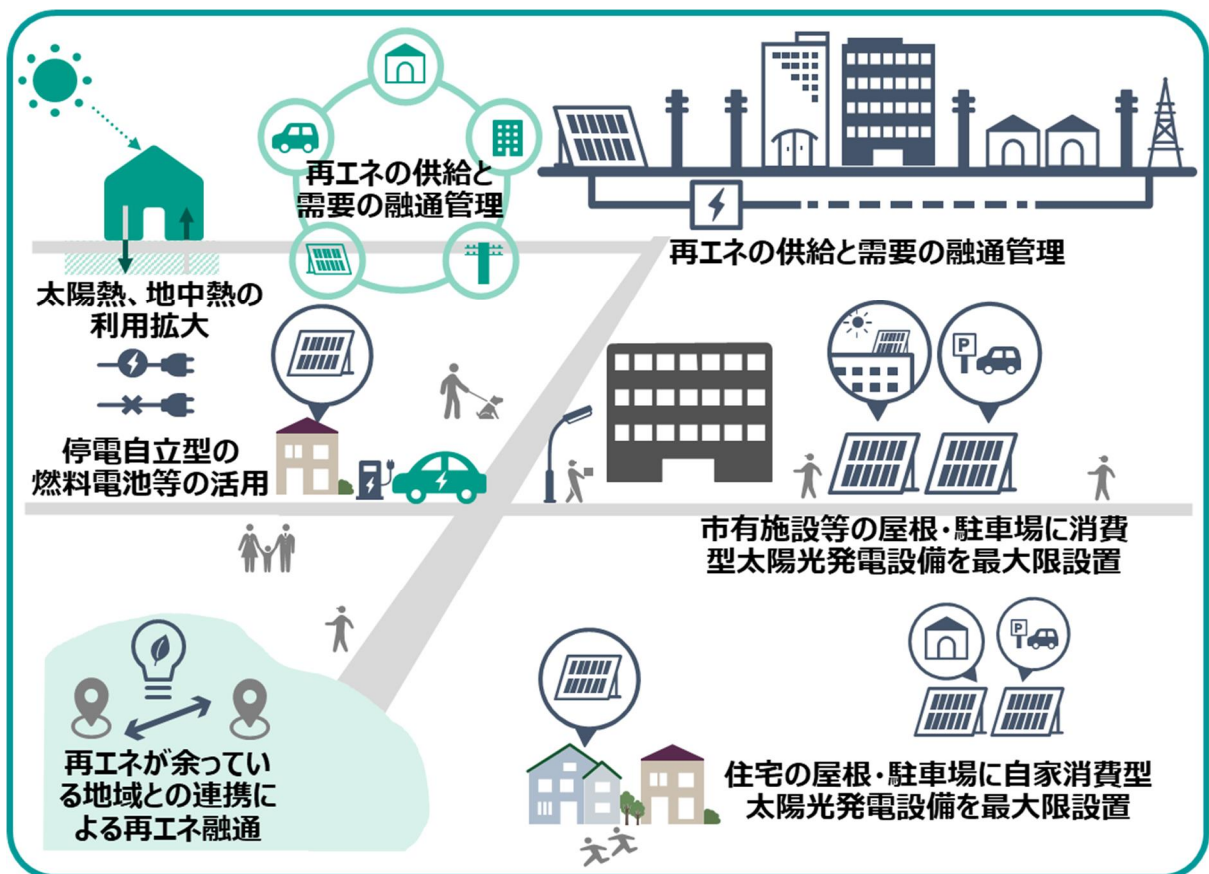 再エネの供給と
需要の融通管理
再エネの供給と需要の融通管理
太陽熱、地中熱の
利用拡大
停電自立型の
燃料電池等の活用
P
市有施設等の屋根・駐車場に消費
型太陽光発電設備を最大限設置
P
再エネが余ってい
る地域との連携に
よる再エネ融通
住宅の屋根・駐車場に自家消費型
太陽光発電設備を最大限設置